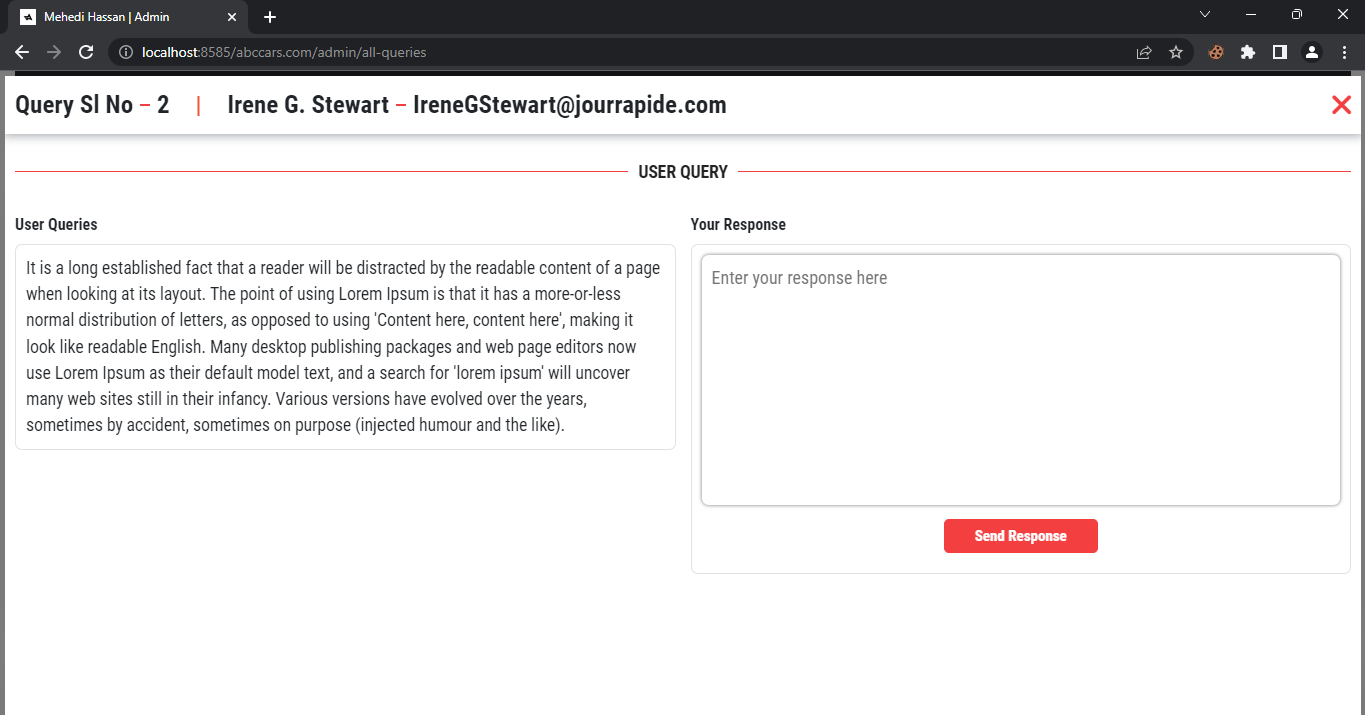 Mehedi Hassan | Admin
localhost:8585/abccars.com/admin/all-queries
Query Sl No – 2 | Irene G. Stewart – IreneGStewart@jourrapide.com
USER QUERY
User Queries
It is a long established fact that a reader will be distracted by the readable content of a page
when looking at its layout. The point of using Lorem Ipsum is that it has a more-or-less
normal distribution of letters, as opposed to using 'Content here, content here', making it
look like readable English. Many desktop publishing packages and web page editors now
use Lorem Ipsum as their default model text, and a search for 'lorem ipsum' will uncover
many web sites still in their infancy. Various versions have evolved over the years,
sometimes by accident, sometimes on purpose (injected humour and the like).
Your Response
Enter your response here
Send Response